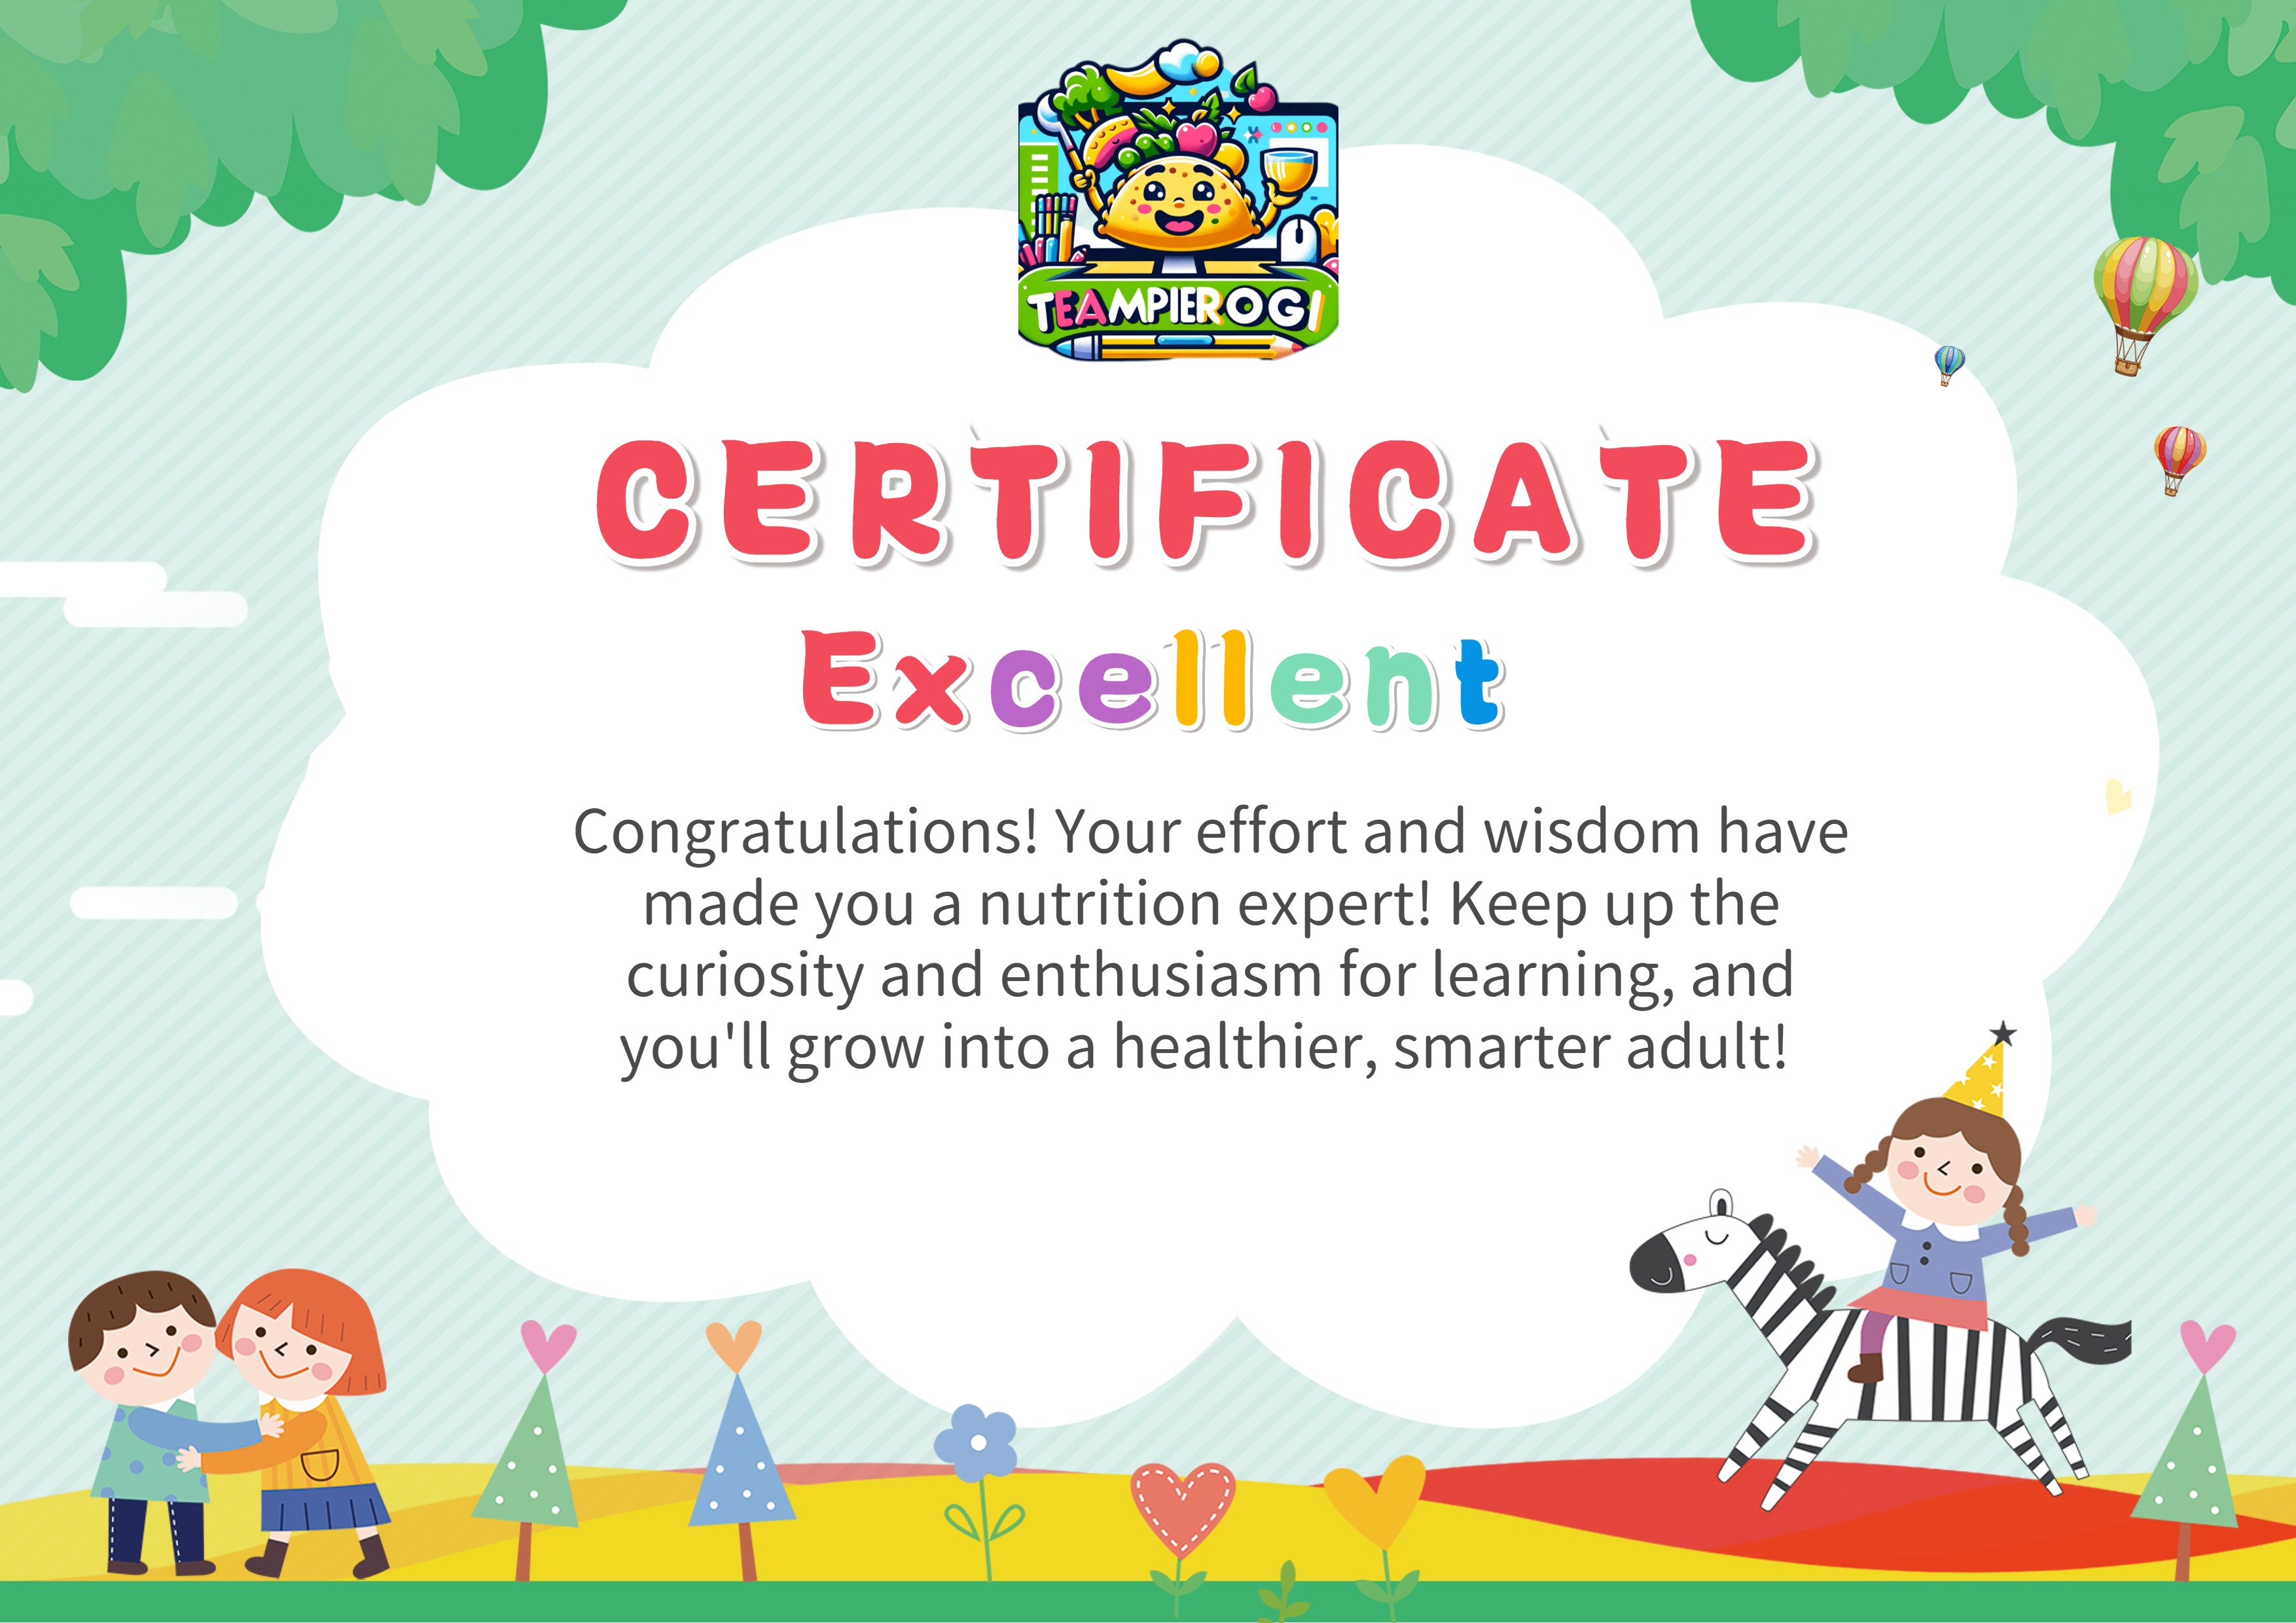 TEAMPIEROGI
CERTIFICATE
Excellent
Congratulations! Your effort and wisdom have
made you a nutrition expert! Keep up the
curiosity and enthusiasm for learning, and
you'll grow into a healthier, smarter adult!